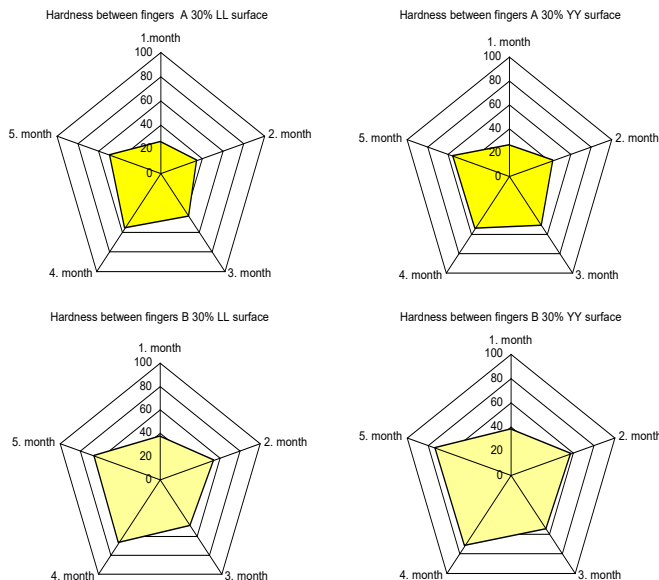 Hardness between fingers  A 30% LL surface
1.month
100
80
60
40
20
0
2. month
3. month
4. month
5. month
Hardness between fingers A 30% YY surface
1. month
100
80
60
40
20
0
2. month
3. month
4. month
5. month
Hardness between fingers B 30% LL surface
1. month
100
80
60
40
20
0
2. month
3. month
4. month
5. month
Hardness between fingers B 30% YY surface
1. month
100
80
60
40
20
0
2. month
3. month
4. month
5. month